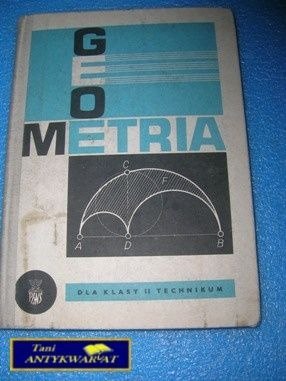 GEO
METRIA
C
F
A
D
B
DLA KLASY II TECHNIKUM
PZWS
Tani
ANTYKWARIAT